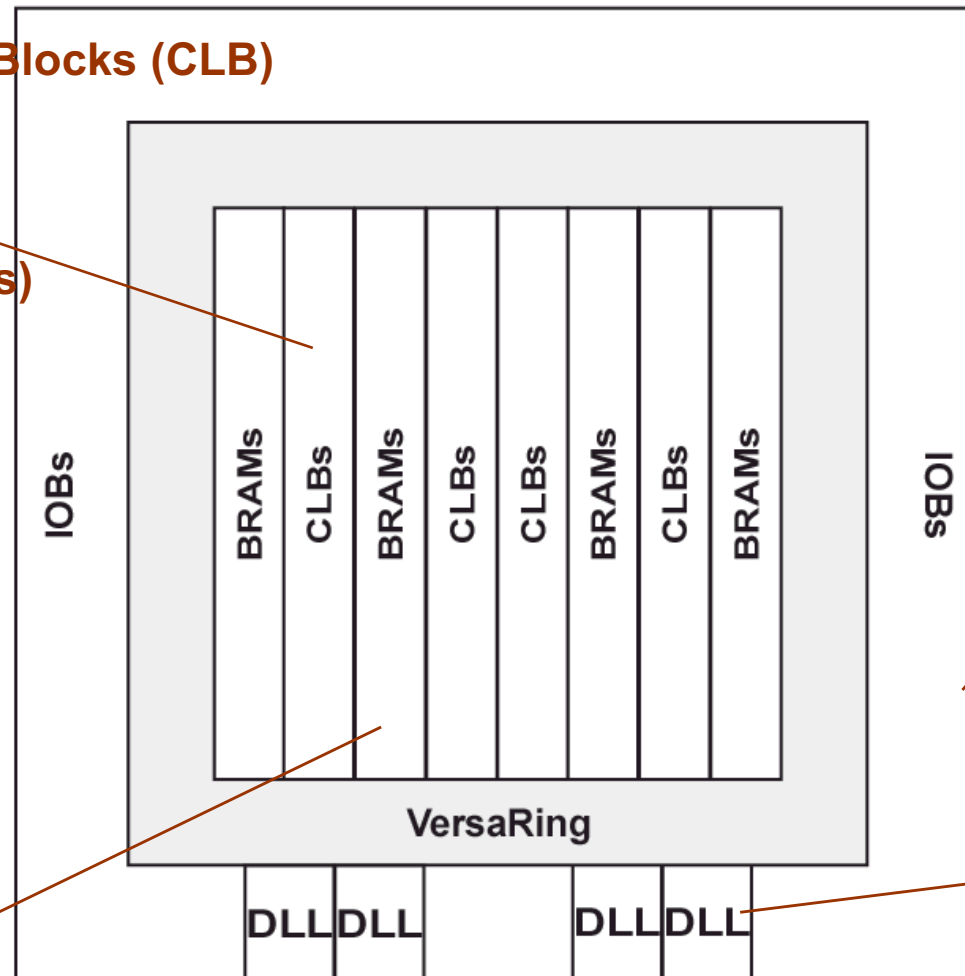 Blocks (CLB)
s)
IOBs
BRAMs
CLBs
BRAMs
CLBs
CLBs
BRAMs
CLBs
BRAMs
IOBs
VersaRing
DLL DLL DLL DLL